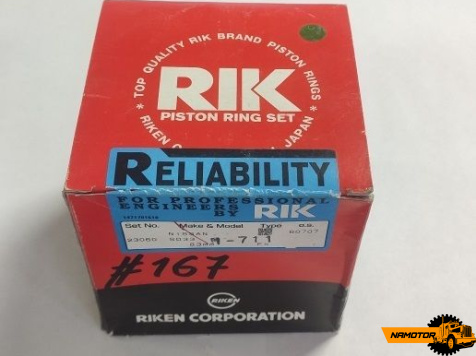 * TOP QUALITY RIK BRAND PISTON RINGS *
RIK
PISTON RING SET
RIKEN
JAPAN
RELIABILITY
FOR PROFESSIONAL
ENGINEERS
BY RIK
Set No. Make & Model Type O.S.
NISSAN
SD33
M-711
#167
RIKEN
RIKEN CORPORATION
NAMOTOR